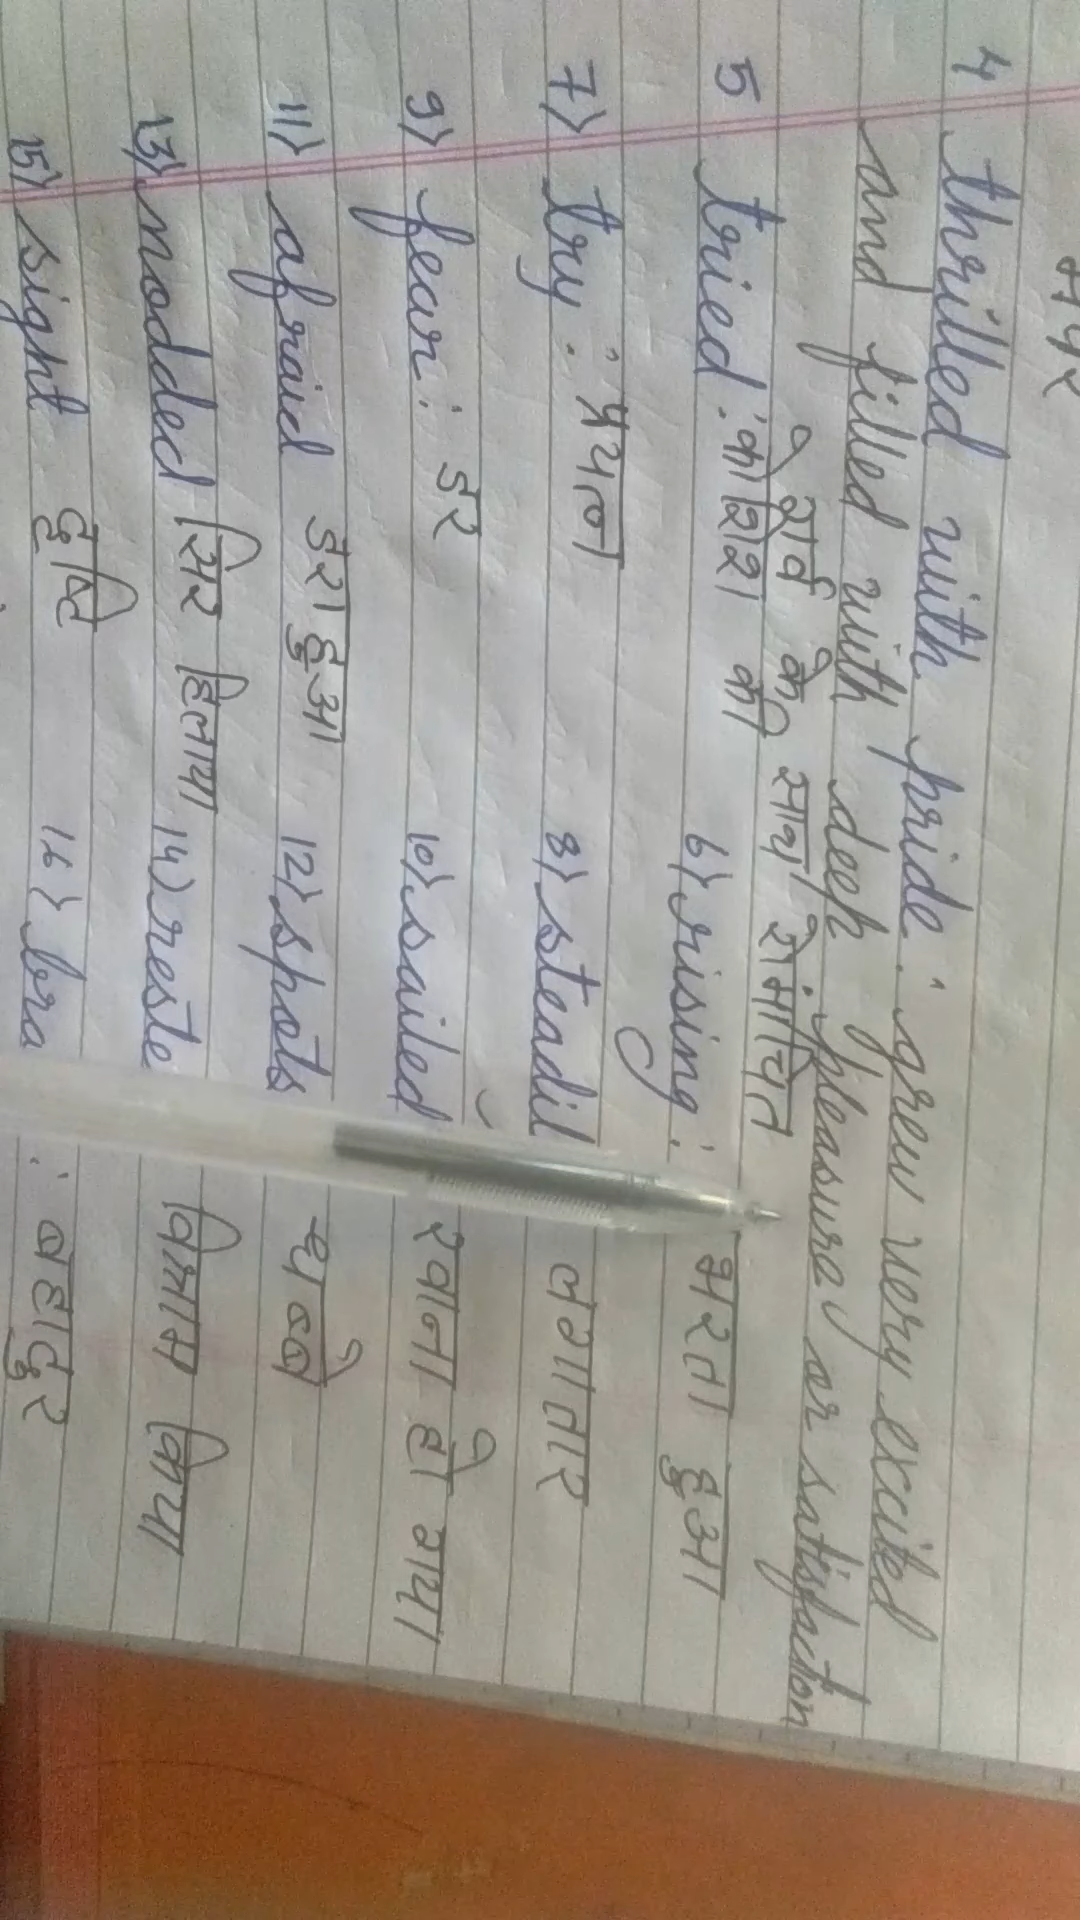 4 thrilled with pride : grew very excited
and filled with deep pleasure or satisfaction
गर्व के साथ रोमांचित
5 tried : कोशिश की 6) rising : भरता हुआ
7) try : प्रयत्न 8) steadil लगातार
9) fear : डर 10) sailed रवाना हो गया
11) afraid डरा हुआ 12) spots धब्बे
13) nodded सिर हिलाया 14) reste विश्राम किया
15) sight दृष्टि 16) bra : बहादुर